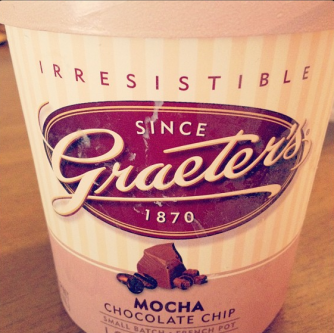 IRRESISTIBLE
SINCE
Graeter's
1870
MOCHA
CHOCOLATE CHIP
SMALL BATCH • FRENCH POT